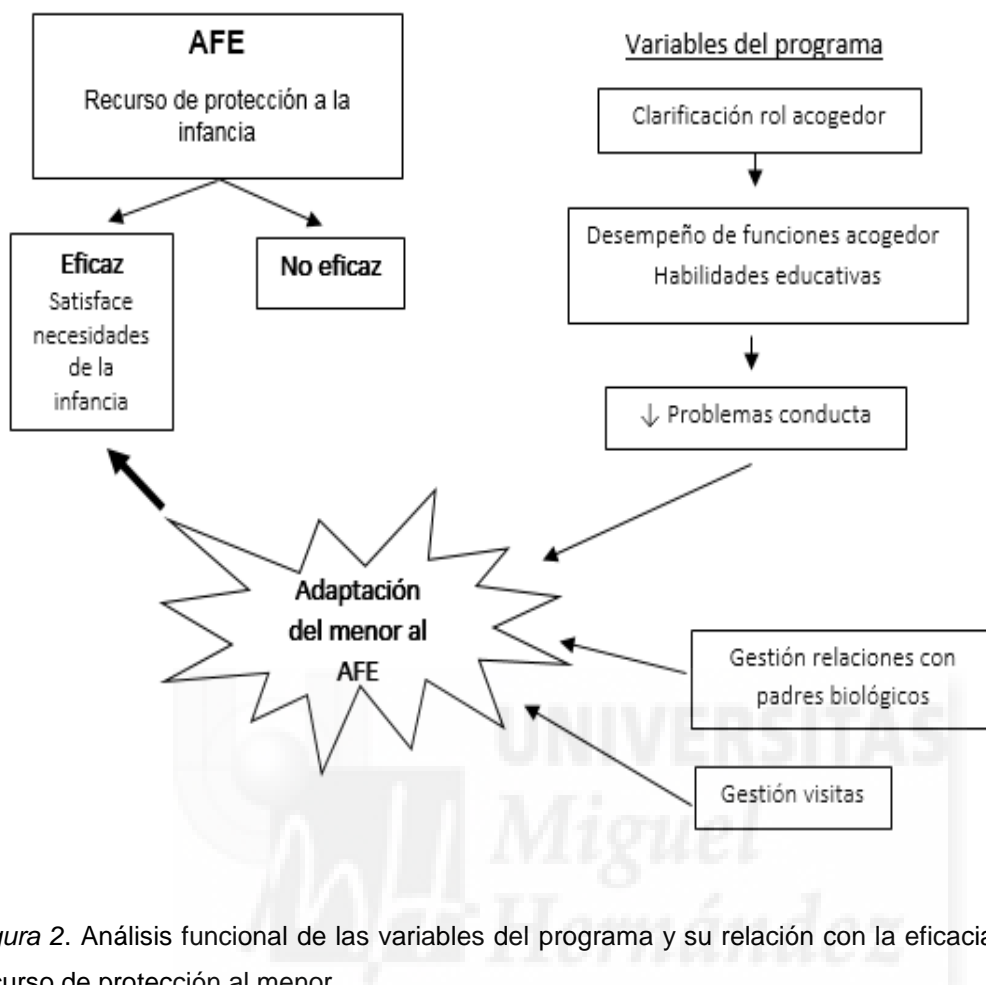 AFE
Recurso de protección a la
infancia
Eficaz
Satisface
necesidades
de la
infancia
No eficaz
Variables del programa
Clarificación rol acogedor
Desempeño de funciones acogedor
Habilidades educativas
↓ Problemas conducta
Adaptación
del menor al
AFE
Gestión relaciones con
padres biológicos
Gestión visitas
UNIVERSITAS
Miguel
Hernández
gura 2. Análisis funcional de las variables del programa y su relación con la eficacia
curso de protección al menor